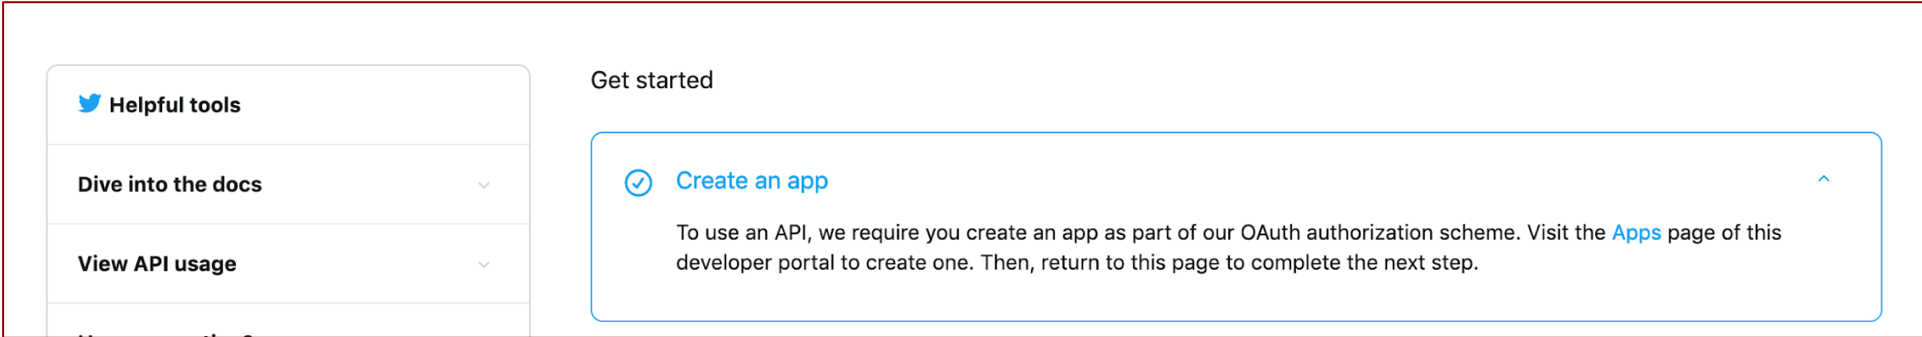 Helpful tools
Dive into the docs
View API usage
Get started
Create an app
To use an API, we require you create an app as part of our OAuth authorization scheme. Visit the Apps page of this
developer portal to create one. Then, return to this page to complete the next step.